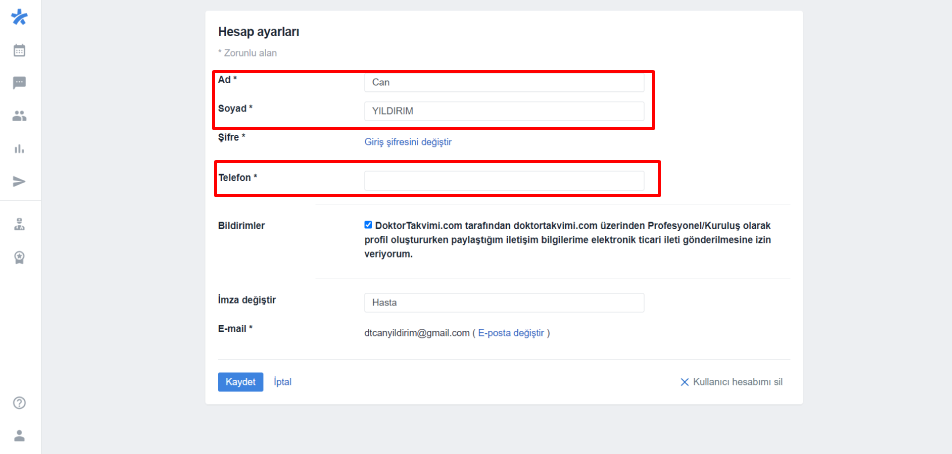 Hesap ayarları
* Zorunlu alan
Ad *
Can
Soyad *
YILDIRIM
Şifre *
Giriş şifresini değiştir
Telefon *
Bildirimler
DoktorTakvimi.com tarafından doktortakvimi.com üzerinden Profesyonel/Kuruluş olarak
profil oluştururken paylaştığım iletişim bilgilerime elektronik ticari ileti gönderilmesine izin
veriyorum.
İmza değiştir
Hasta
E-mail *
dtcanyildirim@gmail.com ( E-posta değiştir )
Kaydet
İptal
Kullanıcı hesabımı sil